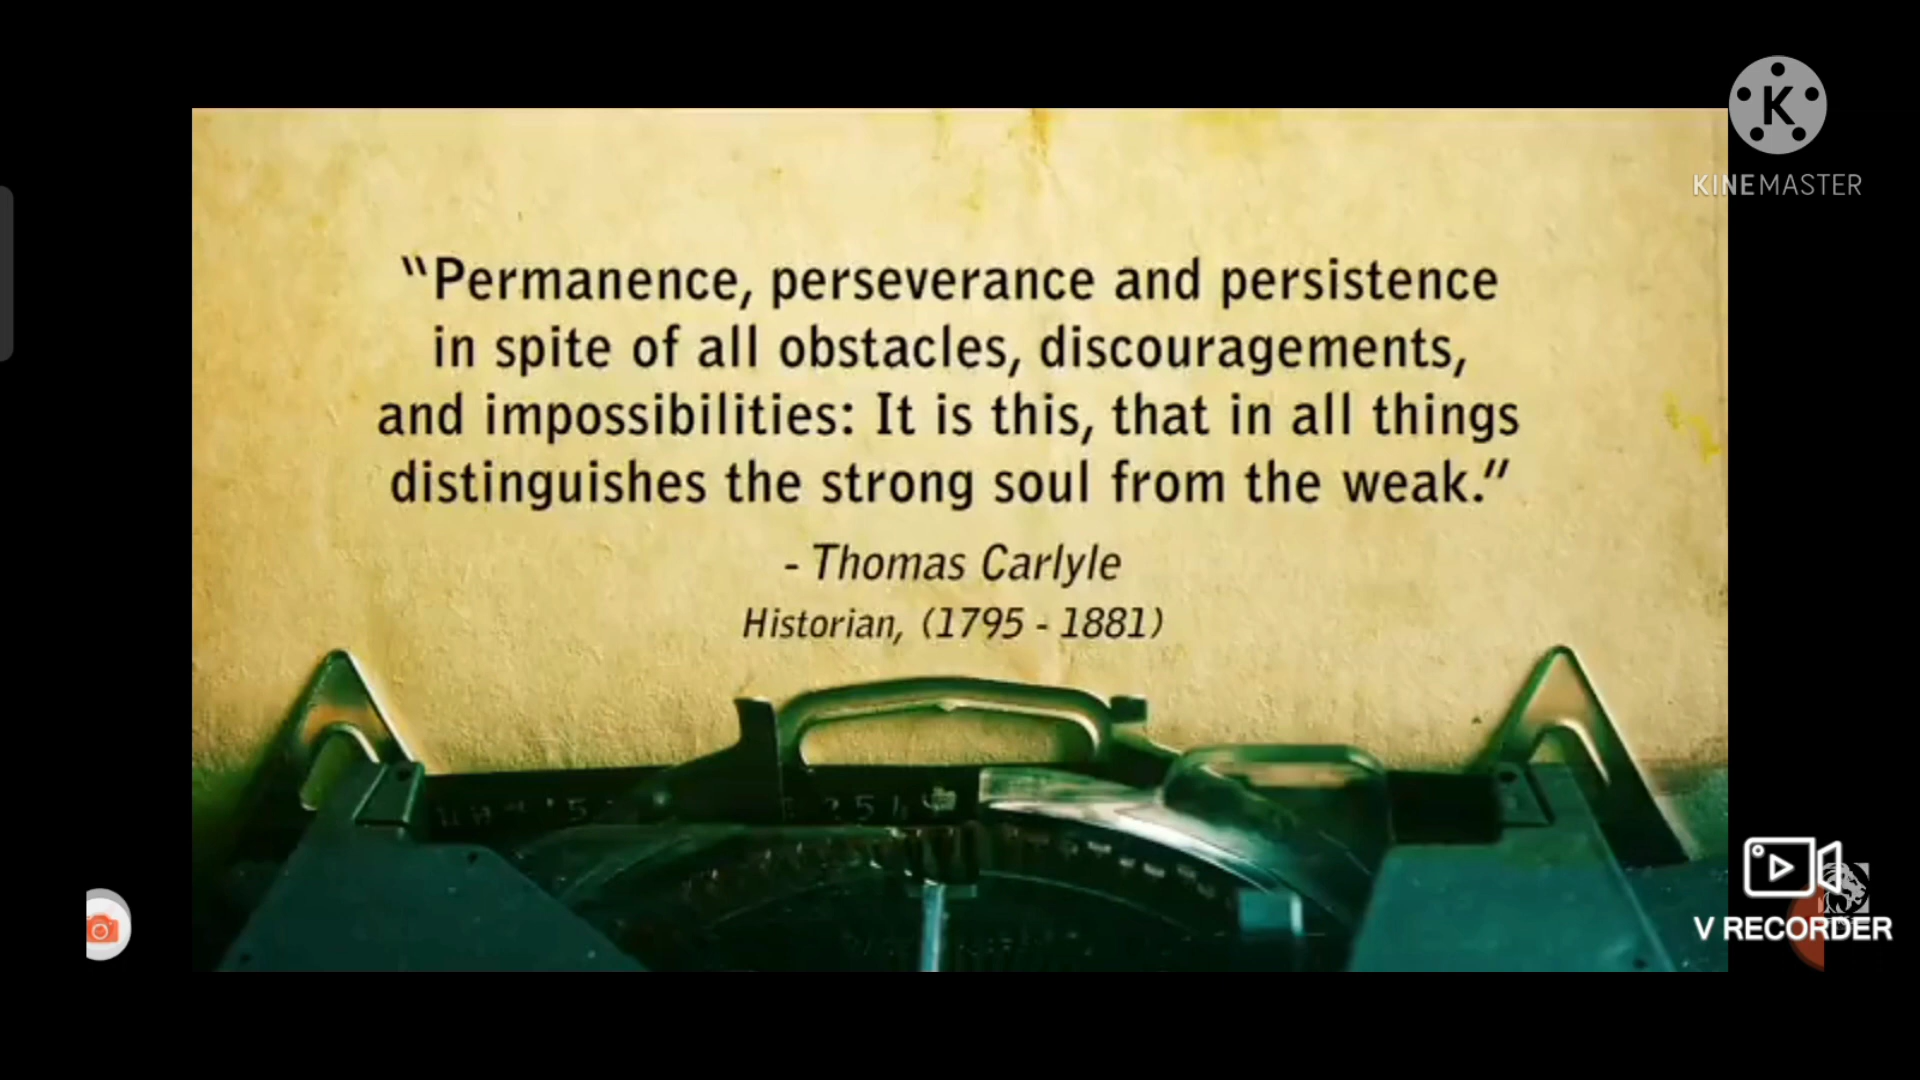 K
KINEMASTER
“Permanence, perseverance and persistence
in spite of all obstacles, discouragements,
and impossibilities: It is this, that in all things
distinguishes the strong soul from the weak.”
- Thomas Carlyle
Historian, (1795 - 1881)
V RECORDER